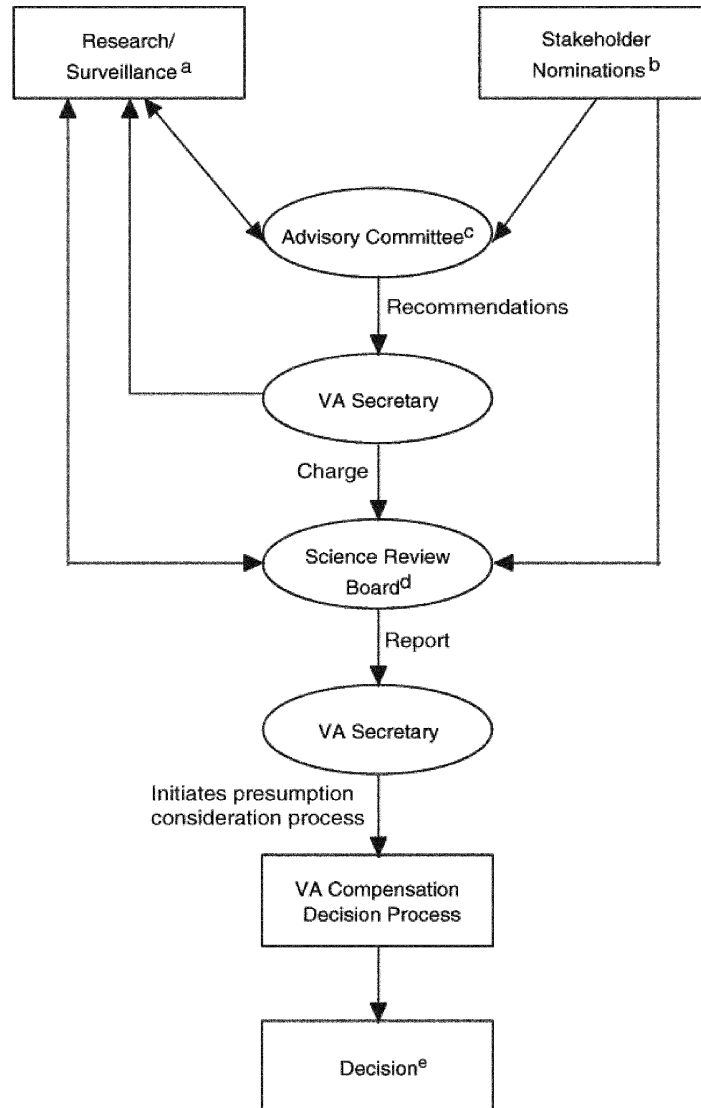 Research/
Surveillance a
Stakeholder
Nominations b
Advisory Committee c
Recommendations
VA Secretary
Charge
Science Review
Board d
Report
VA Secretary
Initiates presumption
consideration process
VA Compensation
Decision Process
Decision e